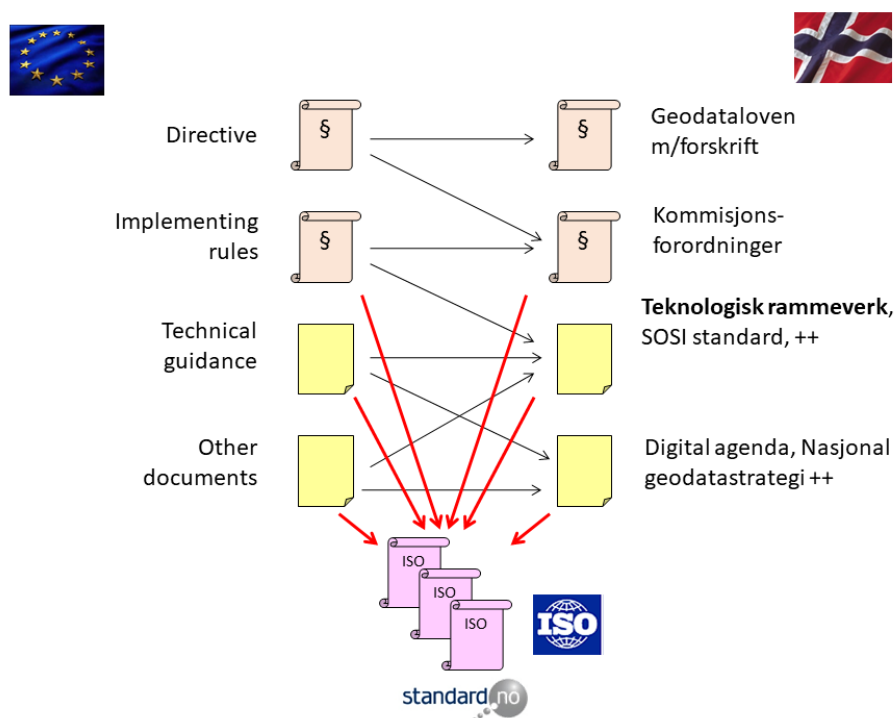 Directive
§
§
Geodataloven
m/forskrift
Implementing
rules
§
§
Kommisjons-
forordninger
Technical
guidance
Teknologisk rammeverk,
SOSI standard, ++
Other
documents
Digital agenda, Nasjonal
geodatastrategi ++
ISO
ISO
ISO
ISO
standard.no